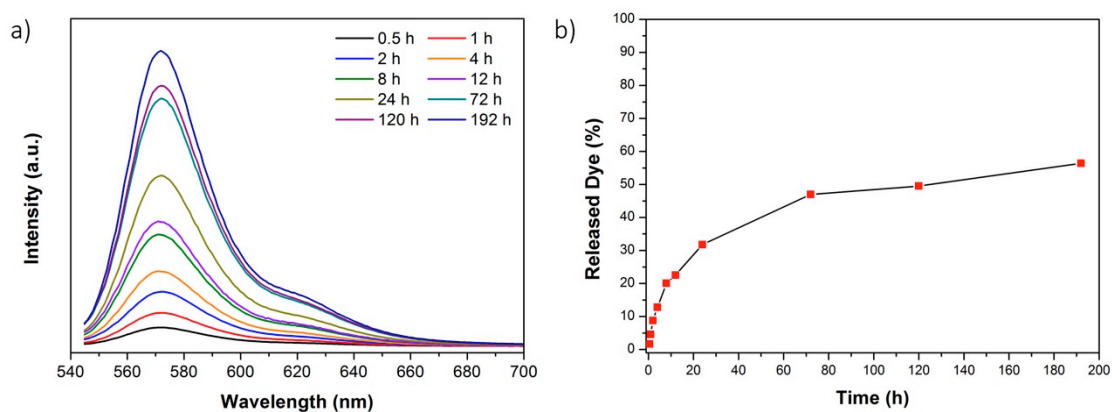 a)
0.5 h 1 h
2 h 4 h
8 h 12 h
24 h 72 h
120 h 192 h
Intensity (a.u.)
540 560 580 600 620 640 660 680 700
Wavelength (nm)
b)
100
90
80
70
60
50
40
30
20
10
0
Released Dye (%)
0 20 40 60 80 100 120 140 160 180 200
Time (h)